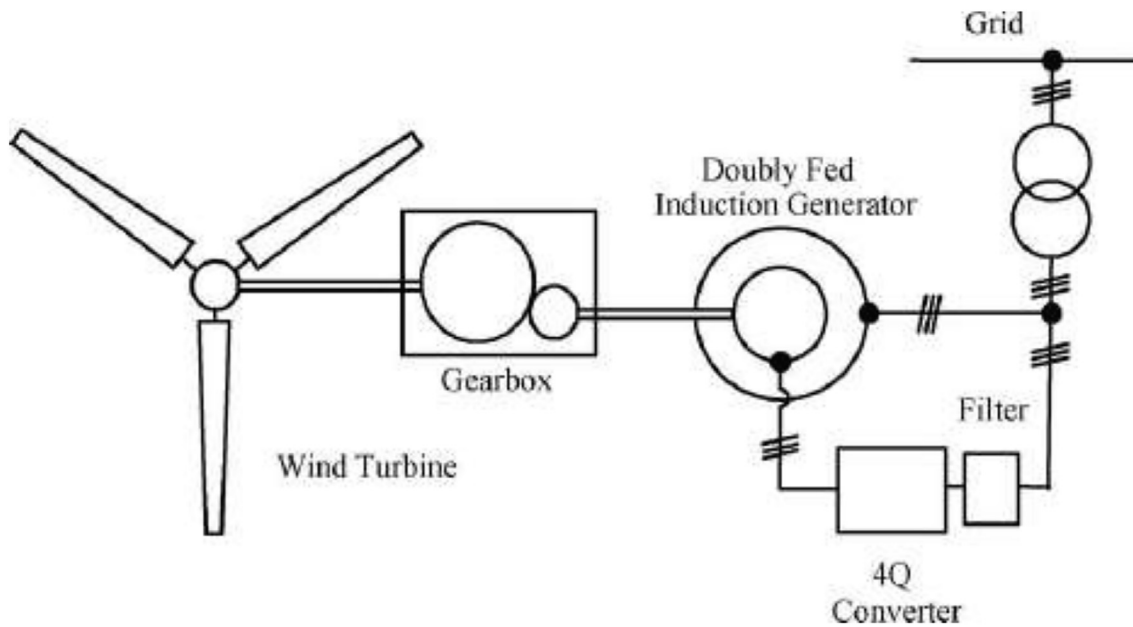 Grid
Doubly Fed
Induction Generator
Gearbox
Filter
Wind Turbine
4Q
Converter